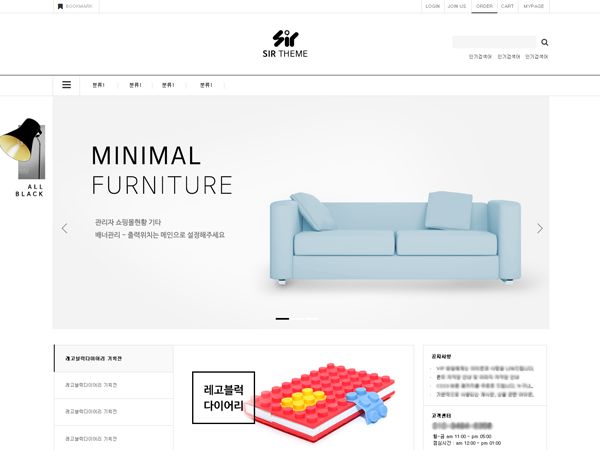 BOOKMARK
LOGIN
JOIN US
ORDER
CART
MYPAGE
sir
SIR THEME
인기검색어 인기검색어 인기검색어
분류1 분류1 분류1 분류1
ALL
BLACK
MINIMAL
FURNITURE
관리자 쇼핑몰현황 기타
배너관리 - 출력위치는 메인으로 설정해주세요
레고블럭다이어리 기획전
레고블럭다이어리 기획전
레고블럭다이어리 기획전
레고블럭다이어리 기획전
레고블럭
다이어리
공지사항
고객센터
월-금 am 11:00 - pm 05:00
점심시간 : am 12:00 - pm 01:00